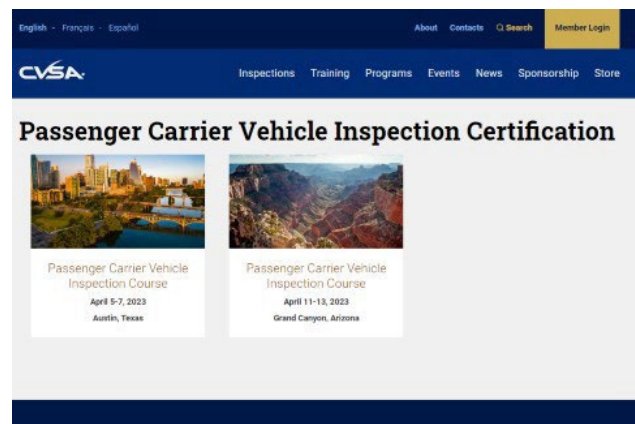 English - Français - Español
About Contacts Search Member Login
CVSA
Inspections Training Programs Events News Sponsorship Store
Passenger Carrier Vehicle Inspection Certification
Passenger Carrier Vehicle
Inspection Course
April 5-7, 2023
Austin, Texas
Passenger Carrier Vehicle
Inspection Course
April 11-13, 2023
Grand Canyon, Arizona